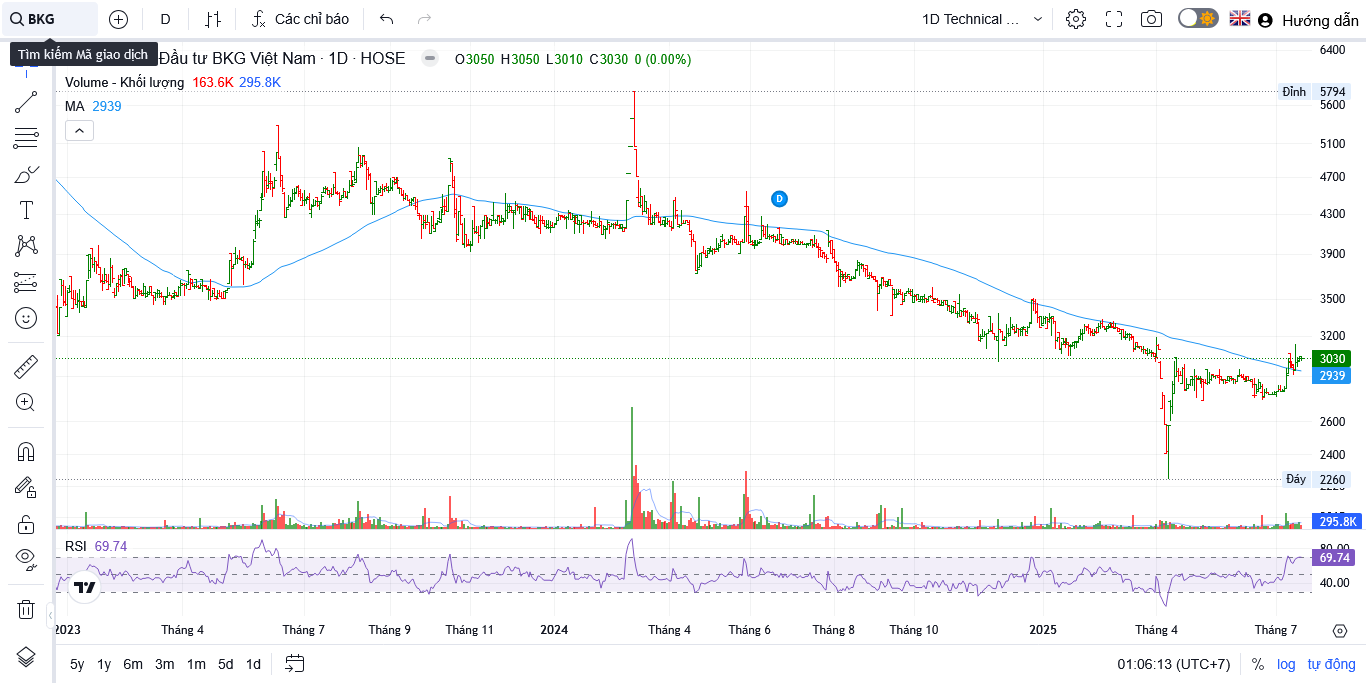 BKG D Các chỉ báo 1D Technical ... Hướng dẫn
Tìm kiếm Mã giao dịch
Đầu tư BKG Việt Nam · 1D · HOSE O3050 H3050 L3010 C3030 0 (0.00%)
Volume - Khối lượng 163.6K 295.8K
MA 2939
D
6400
Đỉnh 5794
5600
5100
4700
4300
3900
3500
3200
3030
2939
2600
2400
Đáy 2260
295.8K
RSI 69.74
80.00
69.74
40.00
2023 Tháng 4 Tháng 7 Tháng 9 Tháng 11 2024 Tháng 4 Tháng 6 Tháng 8 Tháng 10 2025 Tháng 4 Tháng 7
5y 1y 6m 3m 1m 5d 1d 01:06:13 (UTC+7) % log tự động